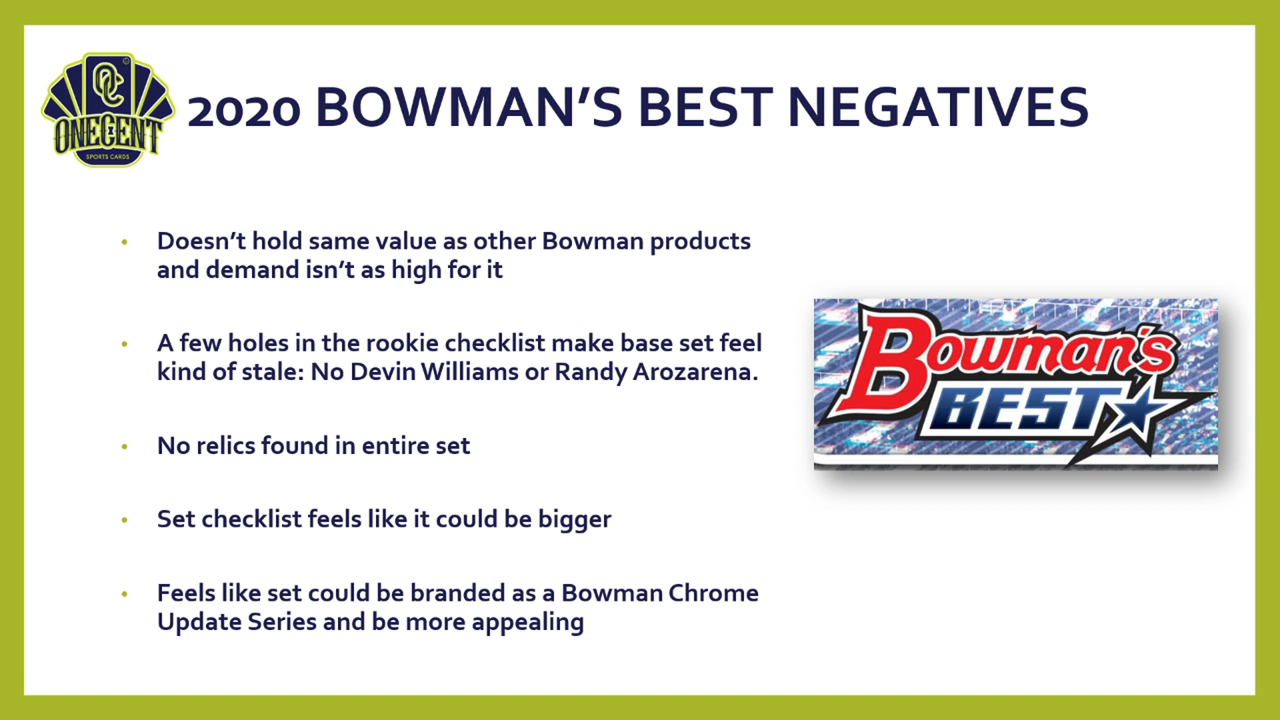 2020 BOWMAN'S BEST NEGATIVES
OC
ONE CENT
SPORTS CARDS
• Doesn't hold same value as other Bowman products
and demand isn't as high for it
• A few holes in the rookie checklist make base set feel
kind of stale: No Devin Williams or Randy Arozarena.
• No relics found in entire set
• Set checklist feels like it could be bigger
• Feels like set could be branded as a Bowman Chrome
Update Series and be more appealing
Bowman's
BEST